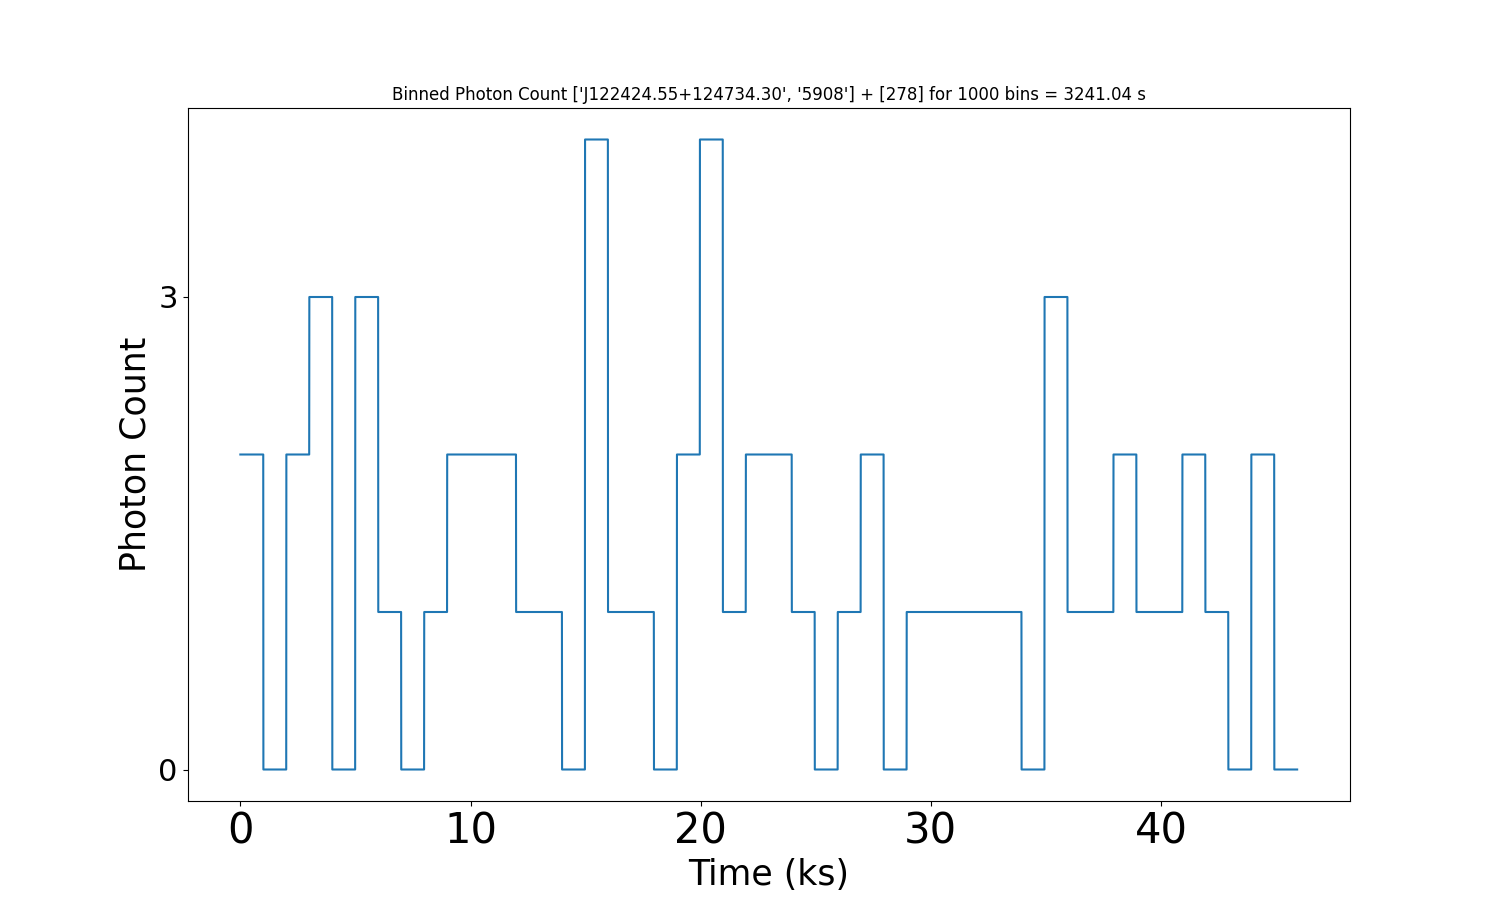 Binned Photon Count ['J122424.55+124734.30', '5908'] + [278] for 1000 bins = 3241.04 s
3
Photon Count
0
0 10 20 30 40
Time (ks)